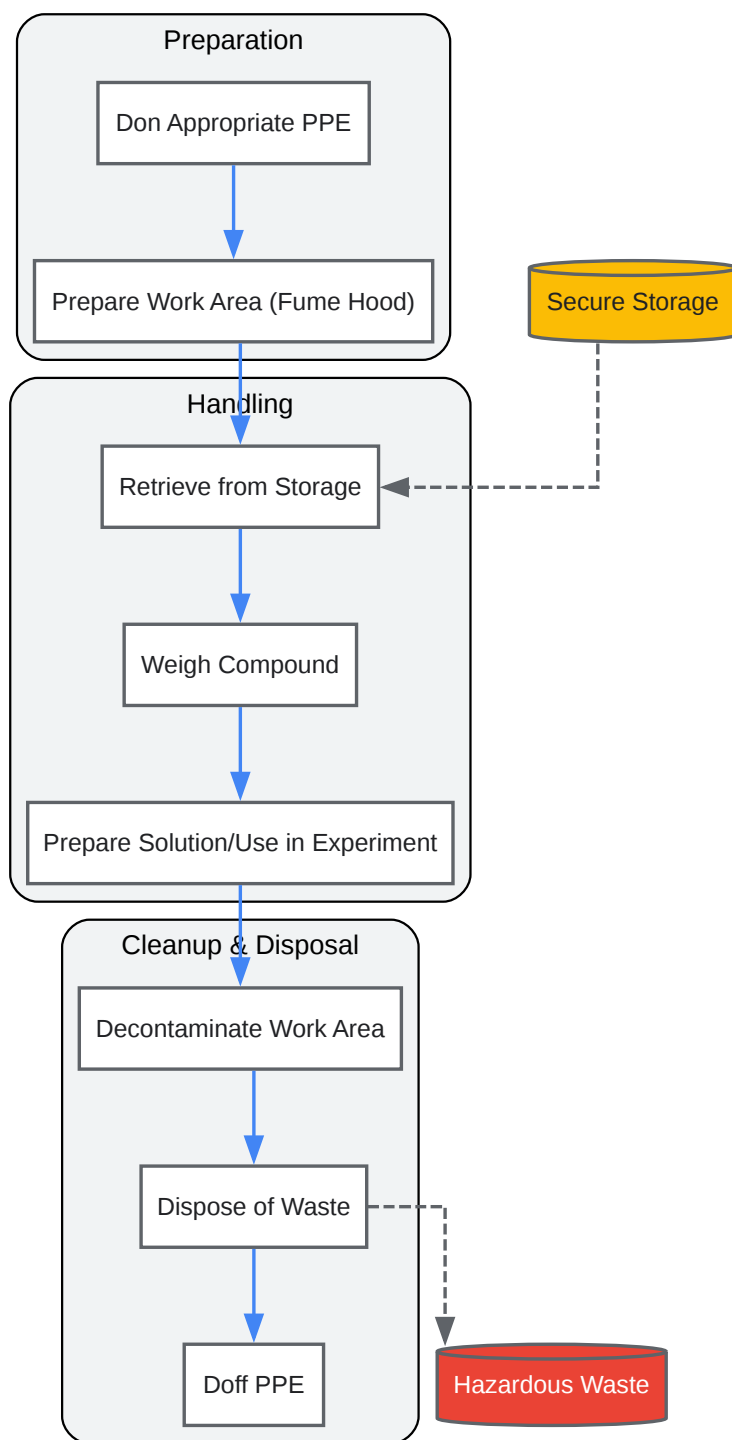 Preparation
Don Appropriate PPE
Prepare Work Area (Fume Hood)
Secure Storage
Handling
Retrieve from Storage
Weigh Compound
Prepare Solution/Use in Experiment
Cleanup & Disposal
Decontaminate Work Area
Dispose of Waste
Doff PPE
Hazardous Waste